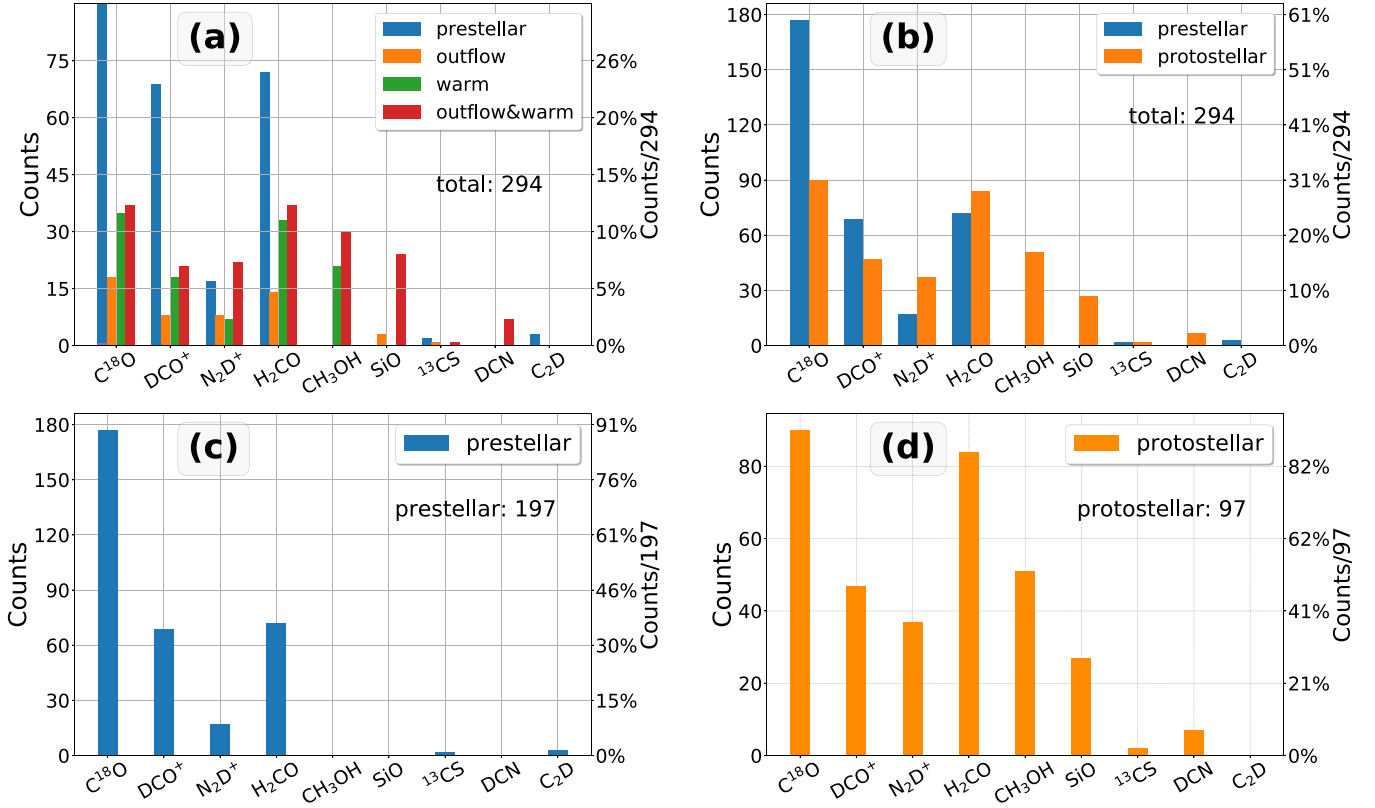 (a)
prestellar
outflow
warm
outflow&warm
total: 294
Counts
75
60
45
30
15
0
26%
20%
15%
10%
5%
0%
Counts/294
C¹⁸O DCO⁺ N₂D⁺ H₂CO CH₃OH SiO ¹³CS DCN C₂D
(b)
prestellar
protostellar
total: 294
Counts
180
150
120
90
60
30
0
61%
51%
41%
31%
20%
10%
0%
Counts/294
C¹⁸O DCO⁺ N₂D⁺ H₂CO CH₃OH SiO ¹³CS DCN C₂D
(c)
prestellar
prestellar: 197
Counts
180
150
120
90
60
30
0
91%
76%
61%
46%
30%
15%
0%
Counts/197
C¹⁸O DCO⁺ N₂D⁺ H₂CO CH₃OH SiO ¹³CS DCN C₂D
(d)
protostellar
protostellar: 97
Counts
80
60
40
20
0
82%
62%
41%
21%
0%
Counts/97
C¹⁸O DCO⁺ N₂D⁺ H₂CO CH₃OH SiO ¹³CS DCN C₂D